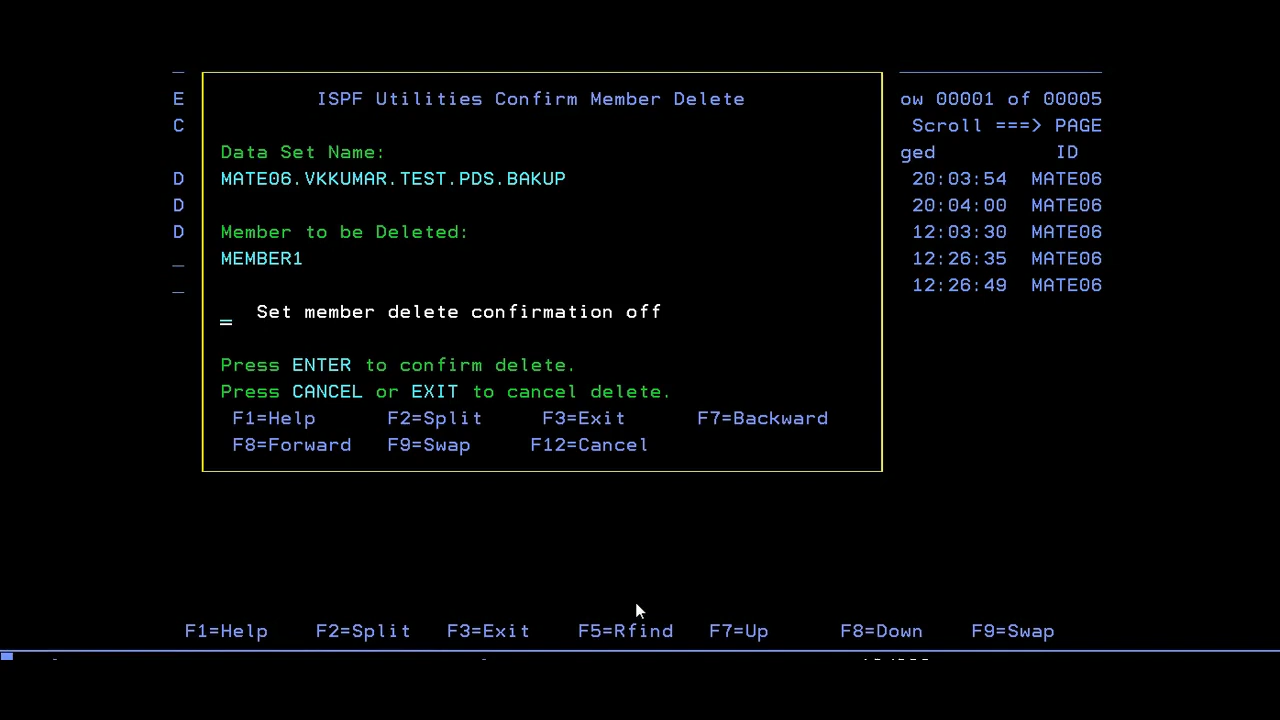 E ISPF Utilities Confirm Member Delete ow 00001 of 00005
C Scroll ===> PAGE
Data Set Name: ged ID
D MATE06.VKKUMAR.TEST.PDS.BAKUP 20:03:54 MATE06
D 20:04:00 MATE06
D Member to be Deleted: 12:03:30 MATE06
_ MEMBER1 12:26:35 MATE06
_ 12:26:49 MATE06
_ Set member delete confirmation off
Press ENTER to confirm delete.
Press CANCEL or EXIT to cancel delete.
F1=Help F2=Split F3=Exit F7=Backward
F8=Forward F9=Swap F12=Cancel
F1=Help F2=Split F3=Exit F5=Rfind F7=Up F8=Down F9=Swap